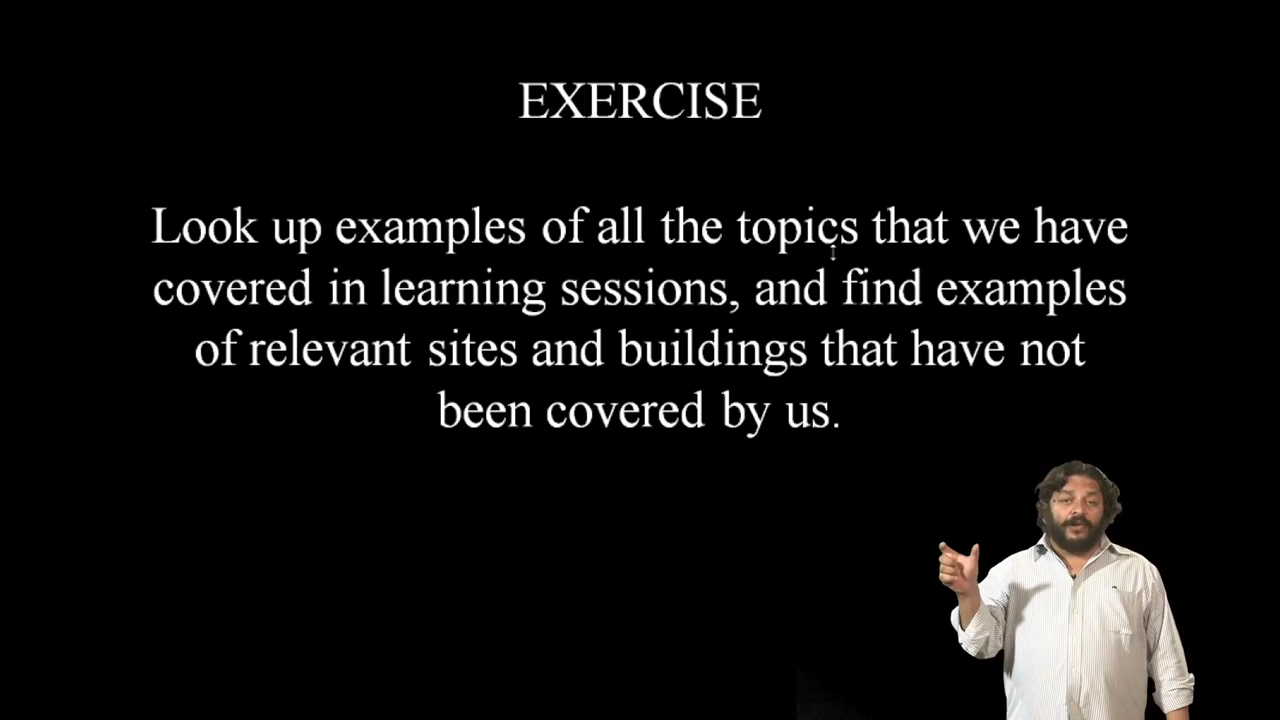 EXERCISE
Look up examples of all the topics that we have
covered in learning sessions, and find examples
of relevant sites and buildings that have not
been covered by us.